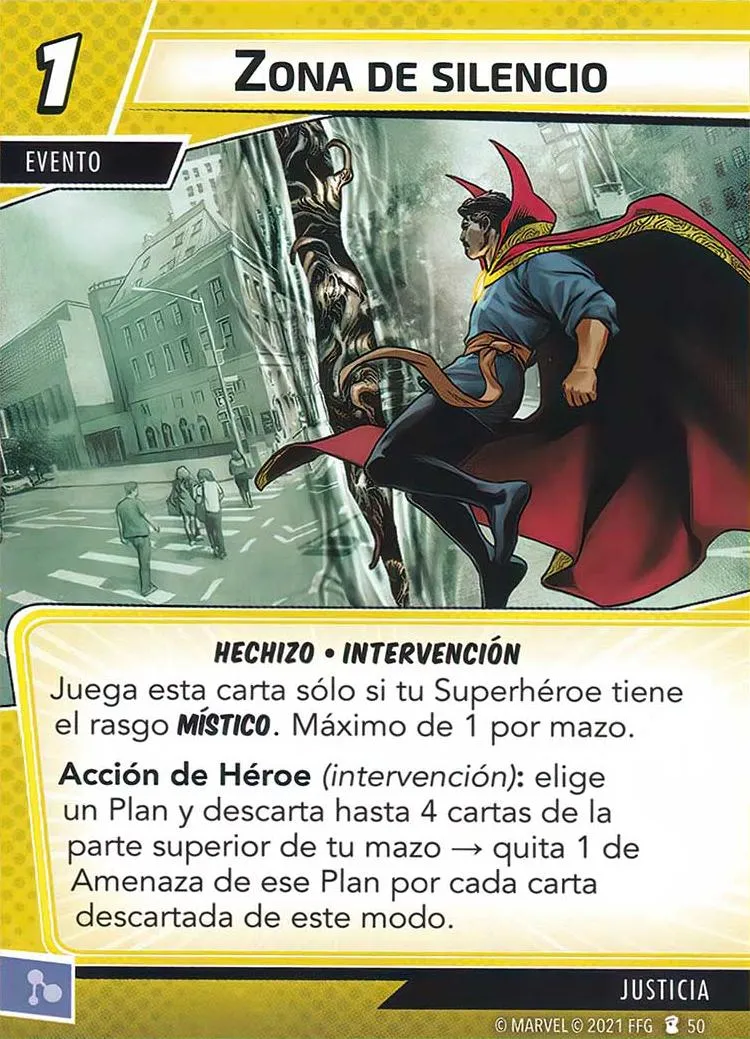 1
ZONA DE SILENCIO
EVENTO
HECHIZO • INTERVENCIÓN
Juega esta carta sólo si tu Superhéroe tiene
el rasgo MÍSTICO. Máximo de 1 por mazo.
Acción de Héroe (intervención): elige
un Plan y descarta hasta 4 cartas de la
parte superior de tu mazo → quita 1 de
Amenaza de ese Plan por cada carta
descartada de este modo.
JUSTICIA
© MARVEL © 2021 FFG 50